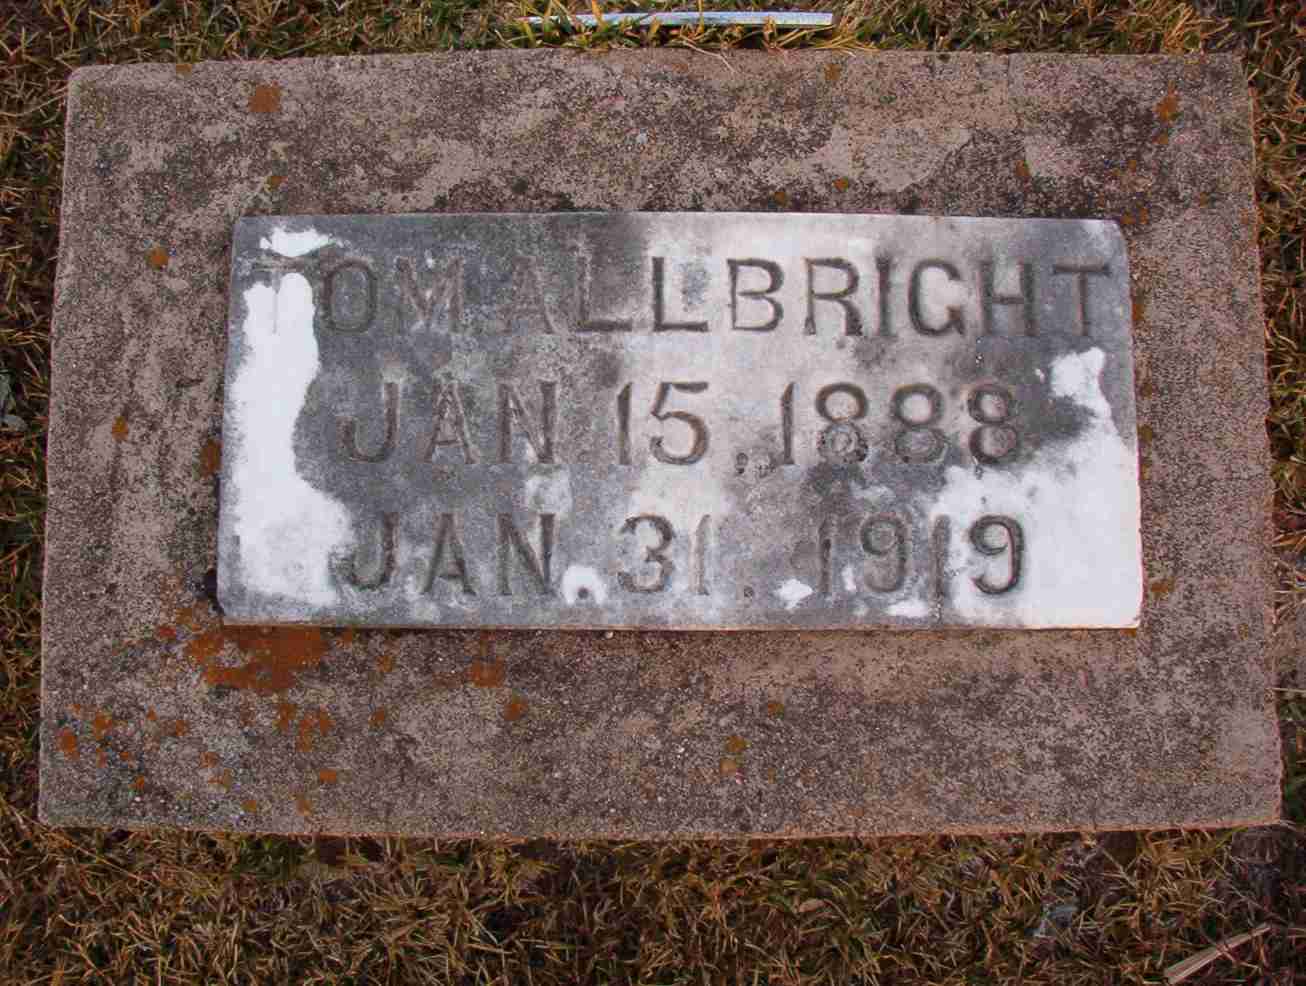 TOM ALLBRIGHT
JAN. 15, 1888
JAN. 31, 1919